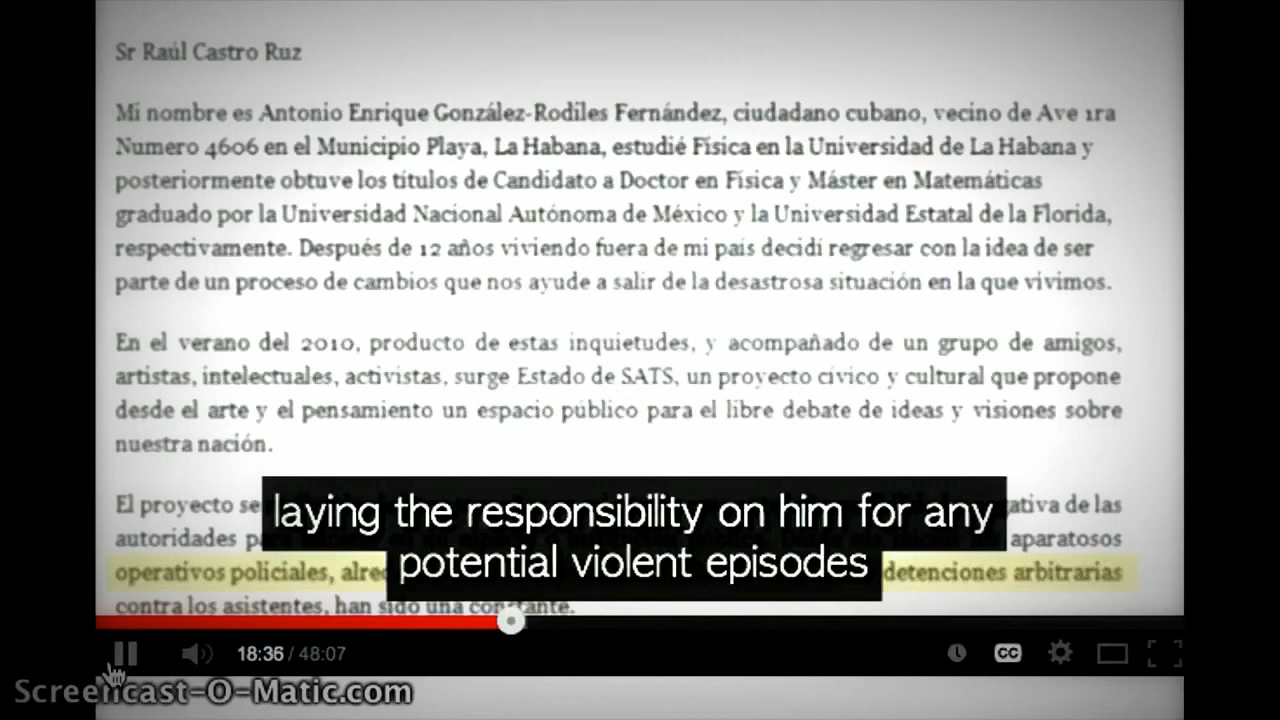 Sr Raúl Castro Ruz
Mi nombre es Antonio Enrique González-Rodiles Fernández, ciudadano cubano, vecino de Ave 1ra
Numero 4606 en el Municipio Playa, La Habana, estudié Física en la Universidad de La Habana y
posteriormente obtuve los títulos de Candidato a Doctor en Física y Máster en Matemáticas
graduado por la Universidad Nacional Autónoma de México y la Universidad Estatal de la Florida,
respectivamente. Después de 12 años viviendo fuera de mi país decidí regresar con la idea de ser
parte de un proceso de cambios que nos ayude a salir de la desastrosa situación en la que vivimos.
En el verano del 2010, producto de estas inquietudes, y acompañado de un grupo de amigos,
artistas, intelectuales, activistas, surge Estado de SATS, un proyecto cívico y cultural que propone
desde el arte y el pensamiento un espacio público para el libre debate de ideas y visiones sobre
nuestra nación.
El proyecto de las
autoridades aparatosos
operativos policiales, detenciones arbitrarias
contra los asistentes, han sido una constante.
laying the responsibility on him for any
potential violent episodes
18:36 / 48:07
CC
Screencast-O-Matic.com